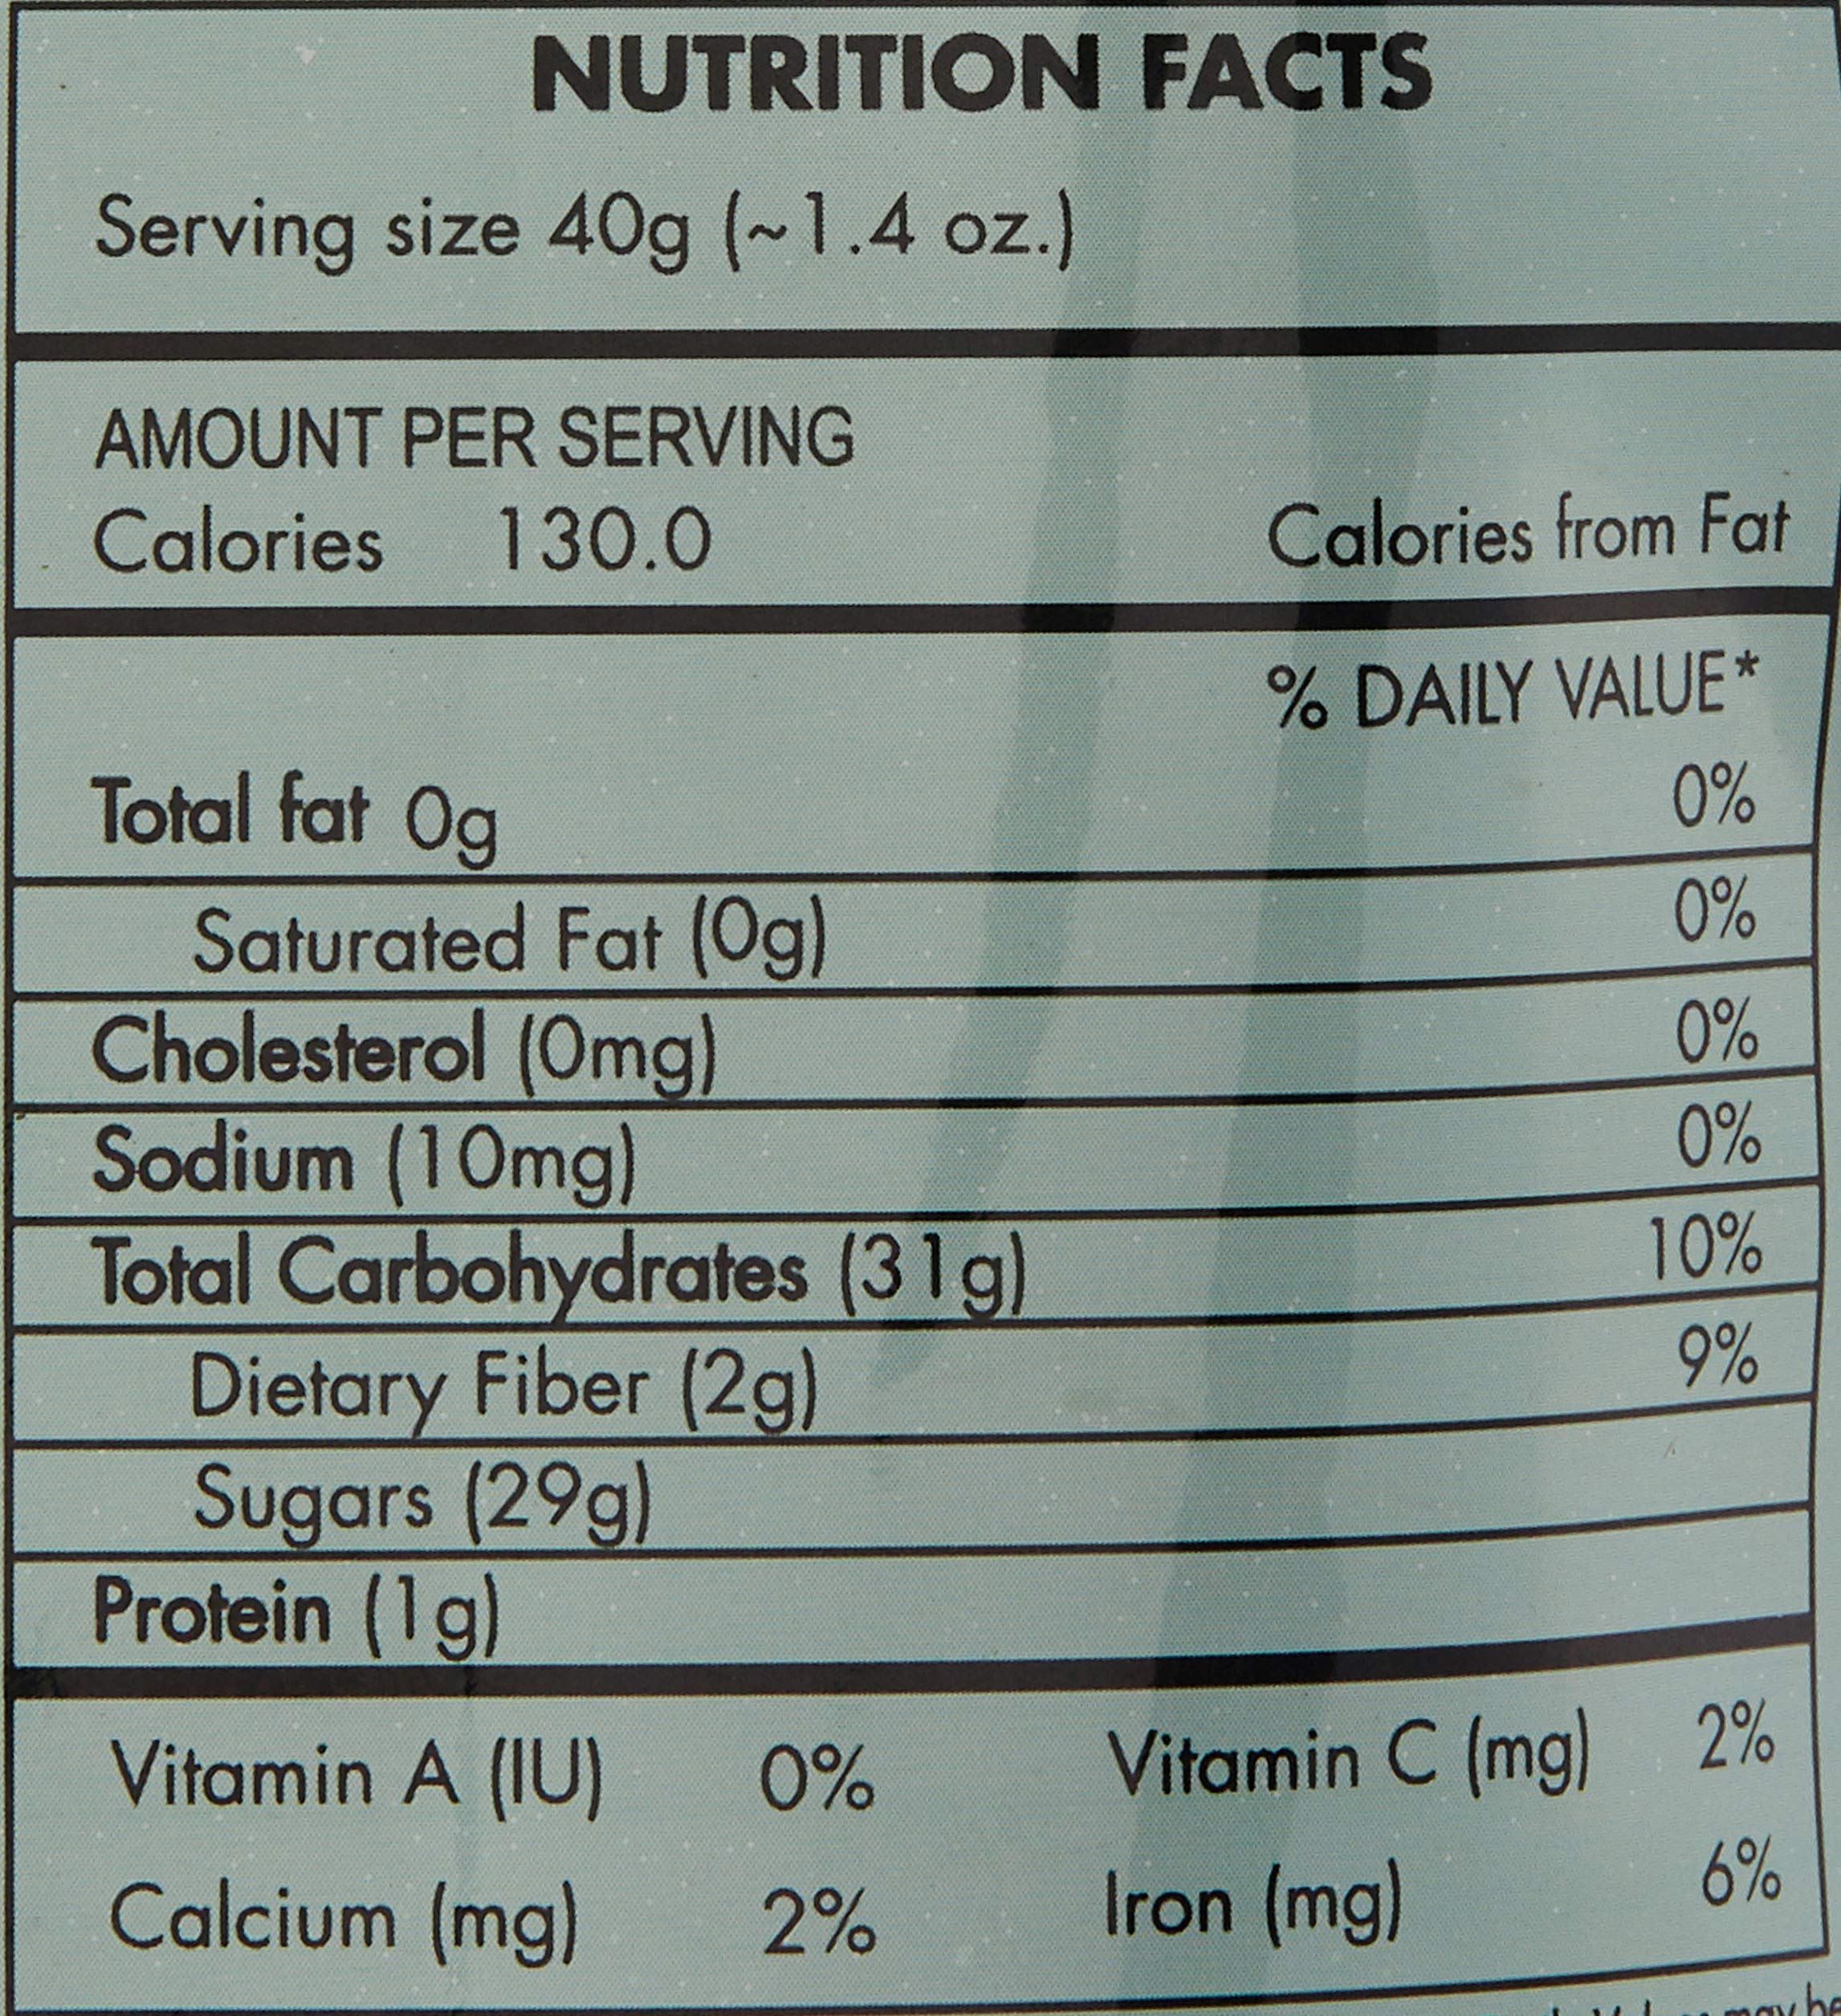 NUTRITION FACTS
Serving size 40g (~1.4 oz.)
AMOUNT PER SERVING
Calories 130.0 Calories from Fat
% DAILY VALUE*
Total fat 0g 0%
Saturated Fat (0g) 0%
Cholesterol (0mg) 0%
Sodium (10mg) 0%
Total Carbohydrates (31g) 10%
Dietary Fiber (2g) 9%
Sugars (29g)
Protein (1g)
Vitamin A (IU) 0% Vitamin C (mg) 2%
Calcium (mg) 2% Iron (mg) 6%
may be